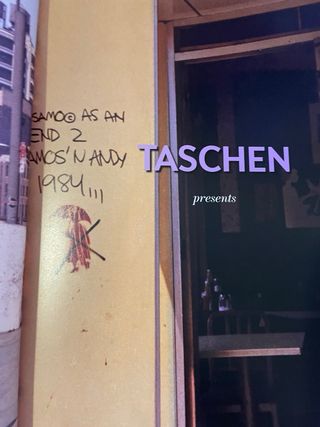 SAMO© AS AN
END 2
AMOS'N ANDY
1984,,,
TASCHEN
presents